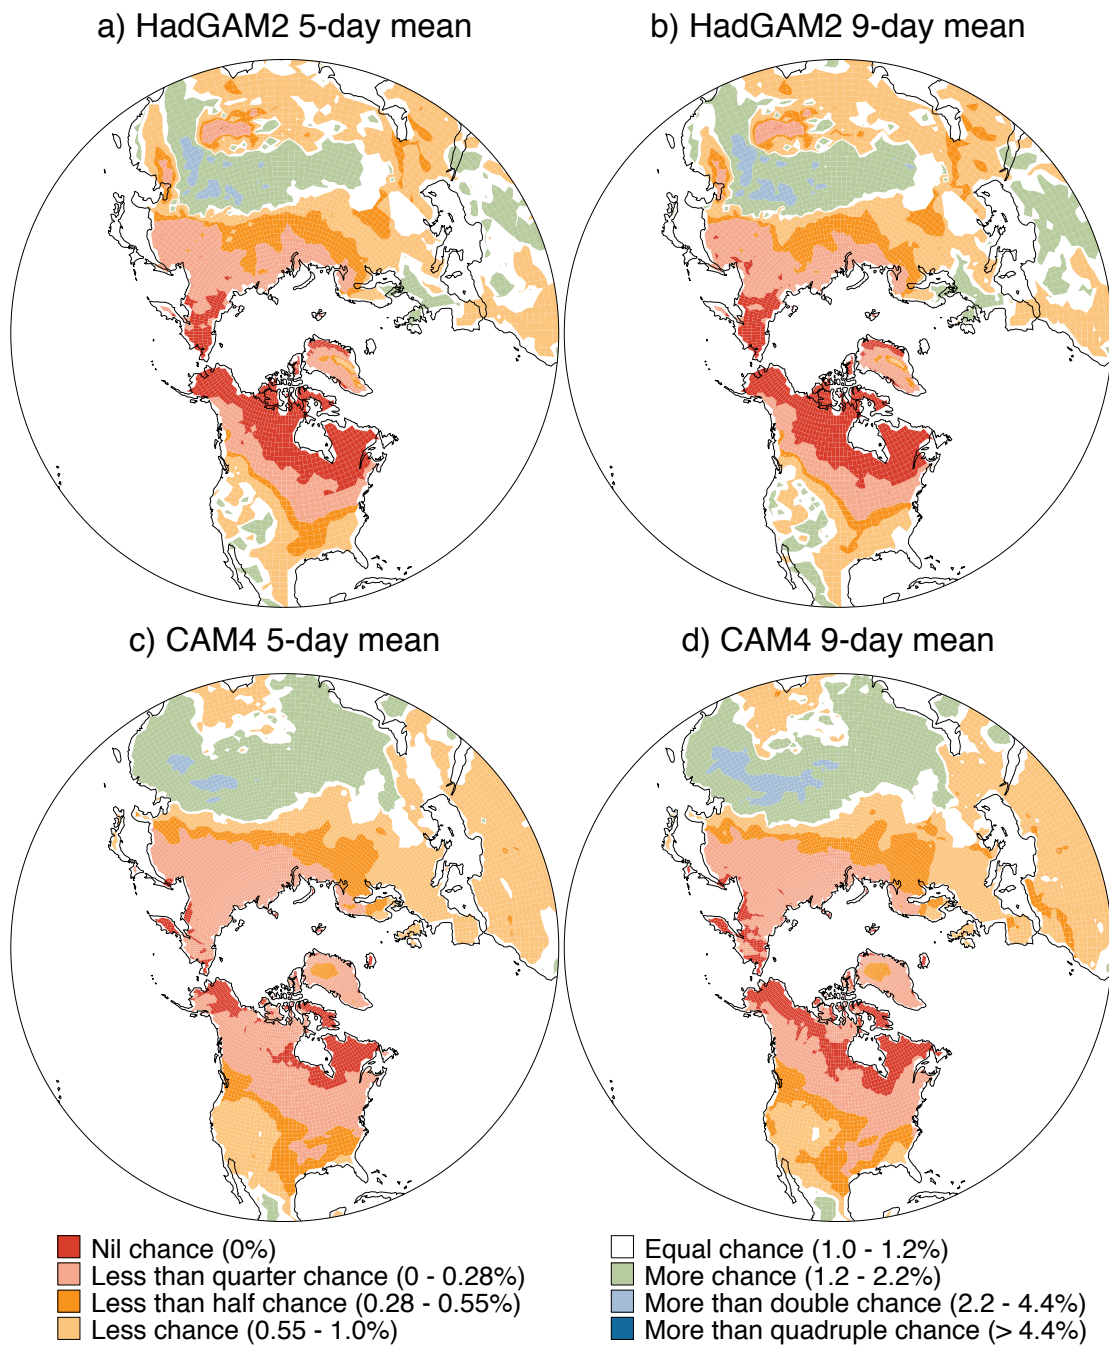 a) HadGAM2 5-day mean
b) HadGAM2 9-day mean
c) CAM4 5-day mean
d) CAM4 9-day mean
Nil chance (0%)
Less than quarter chance (0 - 0.28%)
Less than half chance (0.28 - 0.55%)
Less chance (0.55 - 1.0%)
Equal chance (1.0 - 1.2%)
More chance (1.2 - 2.2%)
More than double chance (2.2 - 4.4%)
More than quadruple chance (> 4.4%)